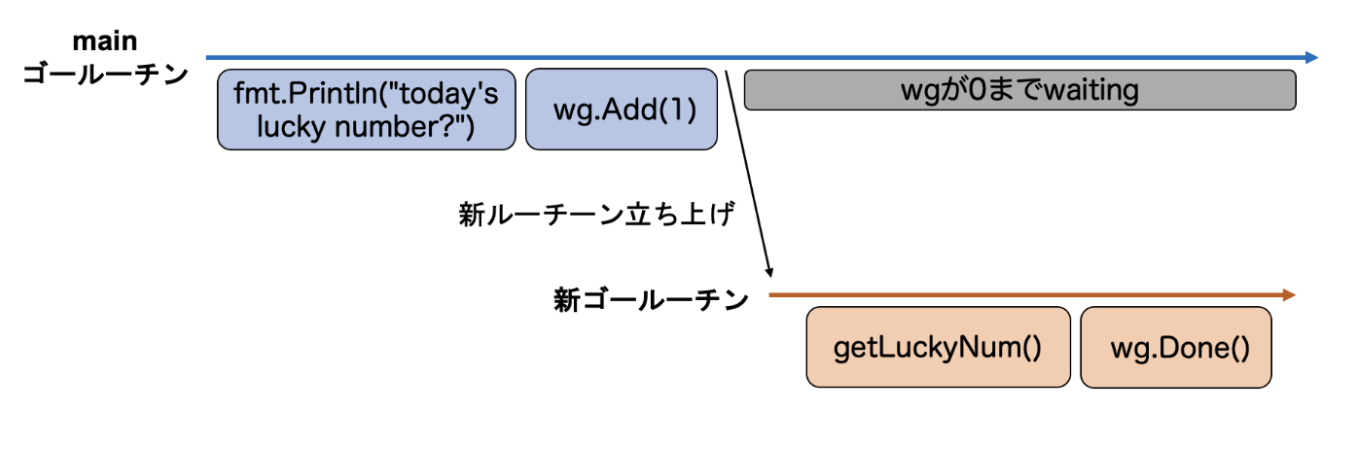 main
ゴールーチン
fmt.Println("today's
lucky number?")
wg.Add(1)
wgが0までwaiting
新ルーチーン立ち上げ
新ゴールーチン
getLuckyNum()
wg.Done()